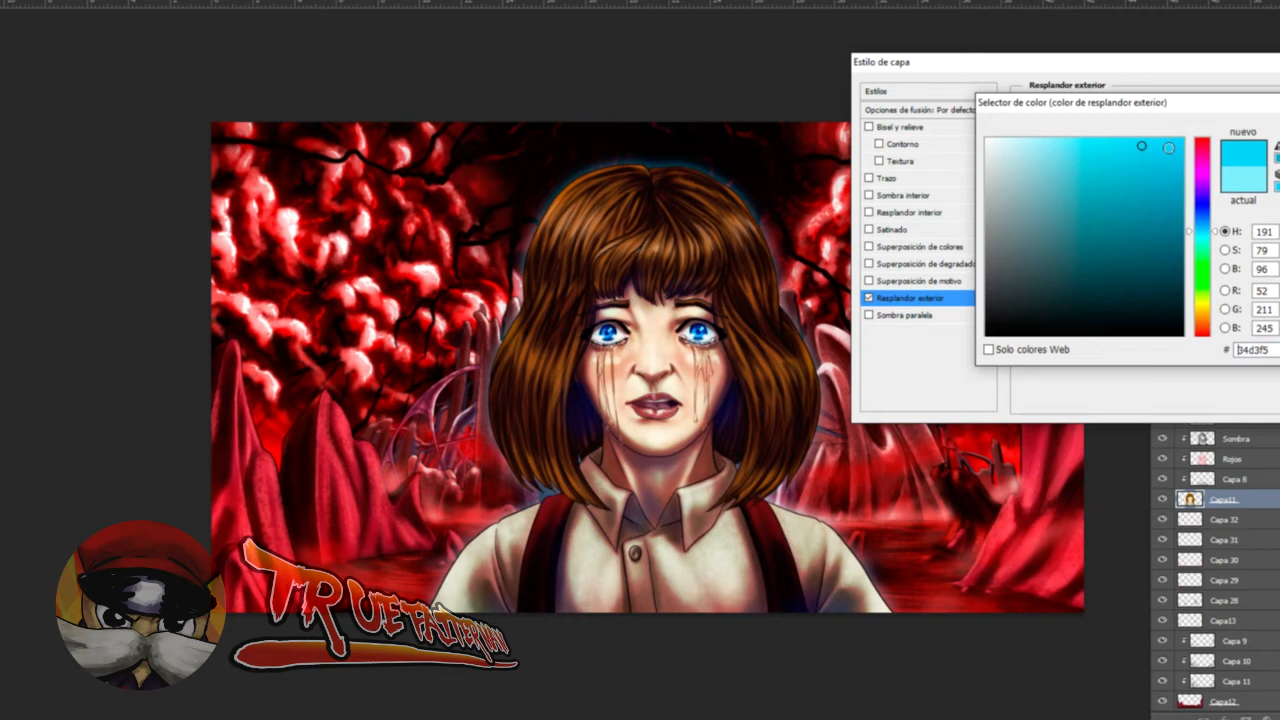 Estilo de capa
Estilos
Opciones de fusión: Por defecto
Bisel y relieve
Contorno
Textura
Trazo
Sombra interior
Resplandor interior
Satinado
Superposición de colores
Superposición de degradado
Superposición de motivo
Resplandor exterior
Sombra paralela
Resplandor exterior
Selector de color (color de resplandor exterior)
nuevo
actual
H: 191
S: 79
B: 96
R: 52
G: 211
B: 245
# 34d3f5
Solo colores Web
Sombra
Rojos
Capa 8
Capa11
Capa 32
Capa 31
Capa 30
Capa 29
Capa 28
Capa13
Capa 9
Capa 10
Capa 11
Capa12